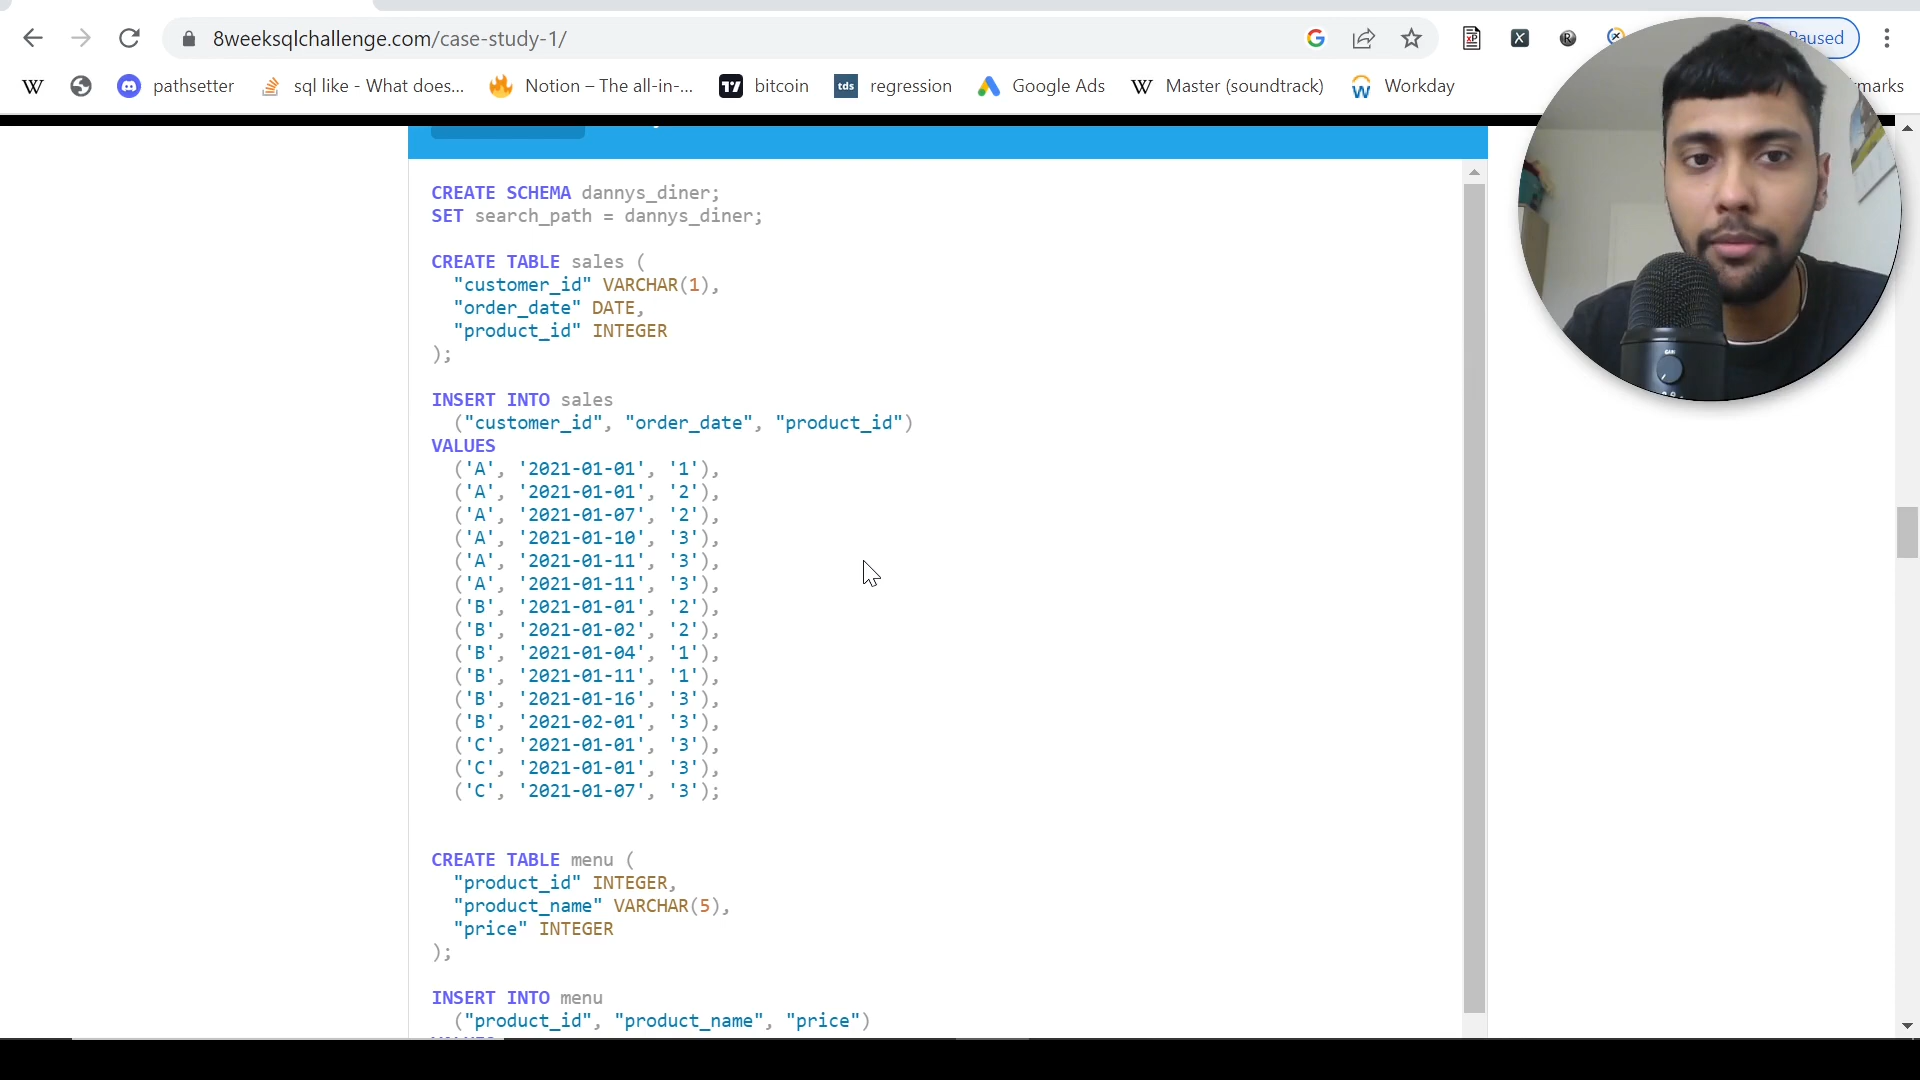 8weeksqlchallenge.com/case-study-1/
Paused
pathsetter
sql like - What does...
Notion – The all-in-...
bitcoin
tds
regression
Google Ads
Master (soundtrack)
Workday
marks
CREATE SCHEMA dannys_diner;
SET search_path = dannys_diner;
CREATE TABLE sales (
"customer_id" VARCHAR(1),
"order_date" DATE,
"product_id" INTEGER
);
INSERT INTO sales
("customer_id", "order_date", "product_id")
VALUES
('A', '2021-01-01', '1'),
('A', '2021-01-01', '2'),
('A', '2021-01-07', '2'),
('A', '2021-01-10', '3'),
('A', '2021-01-11', '3'),
('A', '2021-01-11', '3'),
('B', '2021-01-01', '2'),
('B', '2021-01-02', '2'),
('B', '2021-01-04', '1'),
('B', '2021-01-11', '1'),
('B', '2021-01-16', '3'),
('B', '2021-02-01', '3'),
('C', '2021-01-01', '3'),
('C', '2021-01-01', '3'),
('C', '2021-01-07', '3');
CREATE TABLE menu (
"product_id" INTEGER,
"product_name" VARCHAR(5),
"price" INTEGER
);
INSERT INTO menu
("product_id", "product_name", "price")